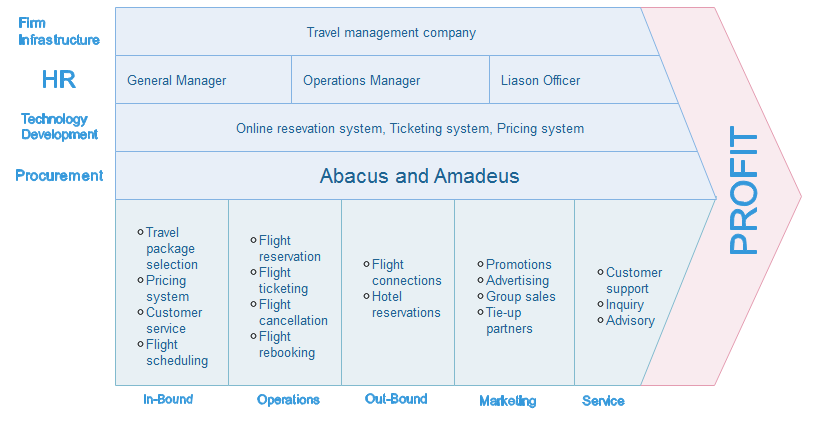 Firm
Infrastructure
Travel management company
HR
General Manager
Operations Manager
Liason Officer
Technology
Development
Online resevation system, Ticketing system, Pricing system
Procurement
Abacus and Amadeus
PROFIT
Travel
package
selection
Pricing
system
Customer
service
Flight
scheduling
Flight
reservation
Flight
ticketing
Flight
cancellation
Flight
rebooking
Flight
connections
Hotel
reservations
Promotions
Advertising
Group sales
Tie-up
partners
Customer
support
Inquiry
Advisory
In-Bound
Operations
Out-Bound
Marketing
Service